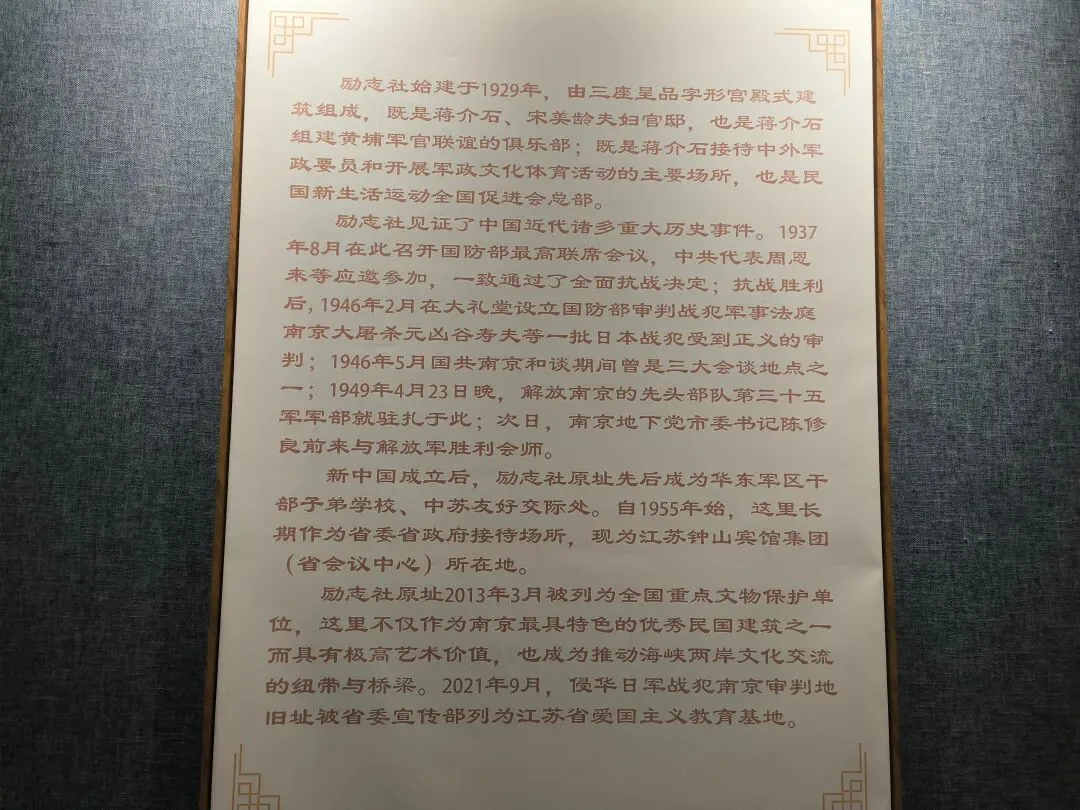 励志社始建于1929年，由三座呈品字形宫殿式建
筑组成，既是蒋介石、宋美龄夫妇官邸，也是蒋介石
组建黄埔军官联谊的俱乐部；既是蒋介石接待中外军
政要员和开展军政文化体育活动的主要场所，也是民
国新生活运动全国促进会总部。
励志社见证了中国近代诸多重大历史事件。1937
年8月在此召开国防部最高联席会议，中共代表周恩
来等应邀参加，一致通过了全面抗战决定；抗战胜利
后，1946年2月在大礼堂设立国防部审判战犯军事法庭
南京大屠杀元凶谷寿夫等一批日本战犯受到正义的审
判；1946年5月国共南京和谈期间曾是三大会谈地点之
一；1949年4月23日晚，解放南京的先头部队第三十五
军军部就驻扎于此；次日，南京地下党市委书记陈修
良前来与解放军胜利会师。
新中国成立后，励志社原址先后成为华东军区干
部子弟学校、中苏友好交际处。自1955年始，这里长
期作为省委省政府接待场所，现为江苏钟山宾馆集团
（省会议中心）所在地。
励志社原址2013年3月被列为全国重点文物保护单
位，这里不仅作为南京最具特色的优秀民国建筑之一
而具有极高艺术价值，也成为推动海峡两岸文化交流
的纽带与桥梁。2021年9月，侵华日军战犯南京审判地
旧址被省委宣传部列为江苏省爱国主义教育基地。